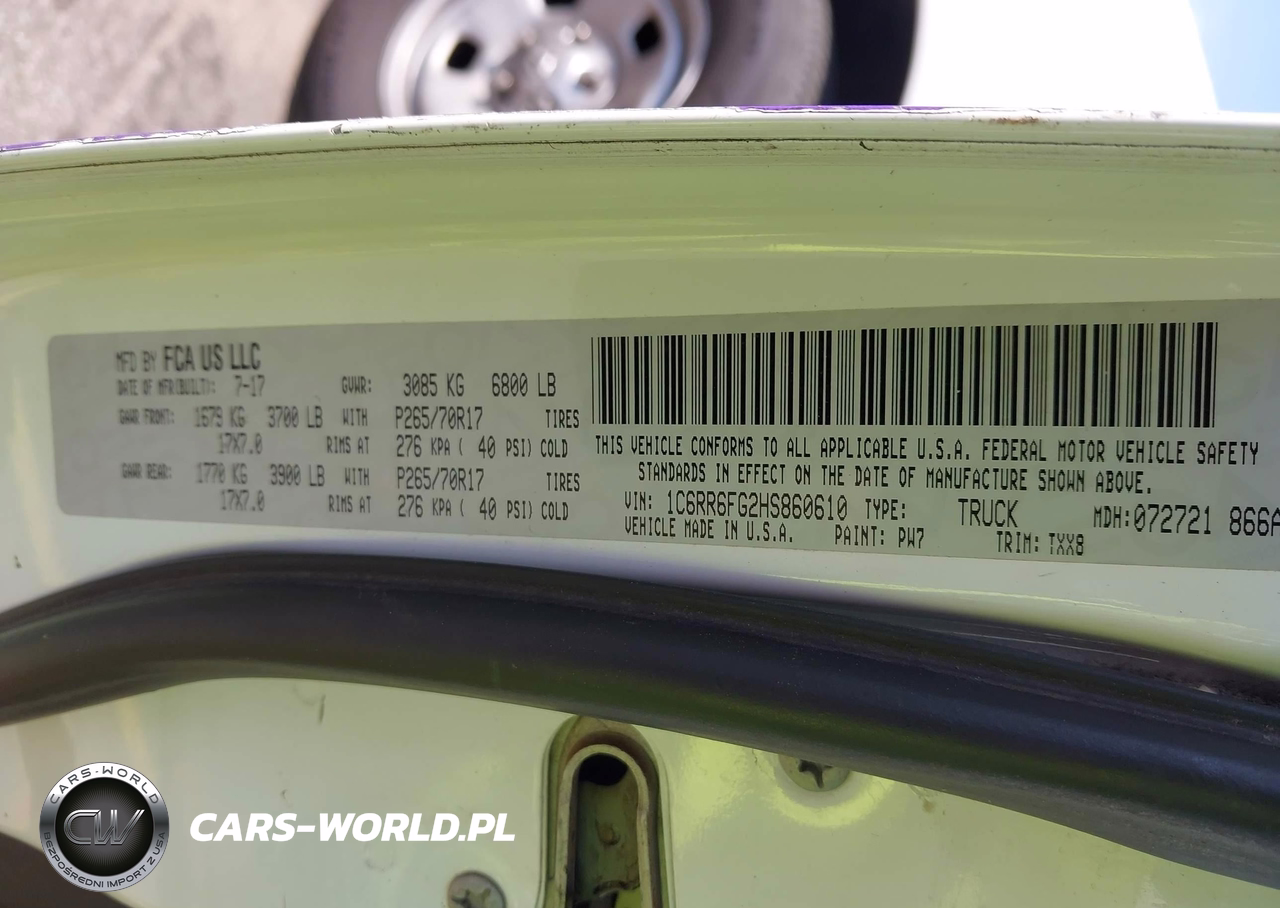 MFD BY FCA US LLC
DATE OF MFR(BUILT): 7-17 GVWR: 3085 KG 6800 LB
GAWR FRONT: 1679 KG 3700 LB WITH P265/70R17 TIRES
17X7.0 RIMS AT 276 KPA ( 40 PSI) COLD
GAWR REAR: 1770 KG 3900 LB WITH P265/70R17 TIRES
17X7.0 RIMS AT 276 KPA ( 40 PSI) COLD
THIS VEHICLE CONFORMS TO ALL APPLICABLE U.S.A. FEDERAL MOTOR VEHICLE SAFETY
STANDARDS IN EFFECT ON THE DATE OF MANUFACTURE SHOWN ABOVE.
VIN: 1C6RR6FG2HS860610 TYPE: TRUCK MDH:072721 866A
VEHICLE MADE IN U.S.A. PAINT: PW7 TRIM: TXX8
CARS-WORLD
CW
BEZPOŚREDNI IMPORT Z USA
CARS-WORLD.PL